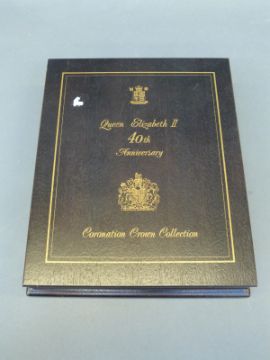 Queen Elizabeth II
40th
Anniversary
Coronation Crown Collection